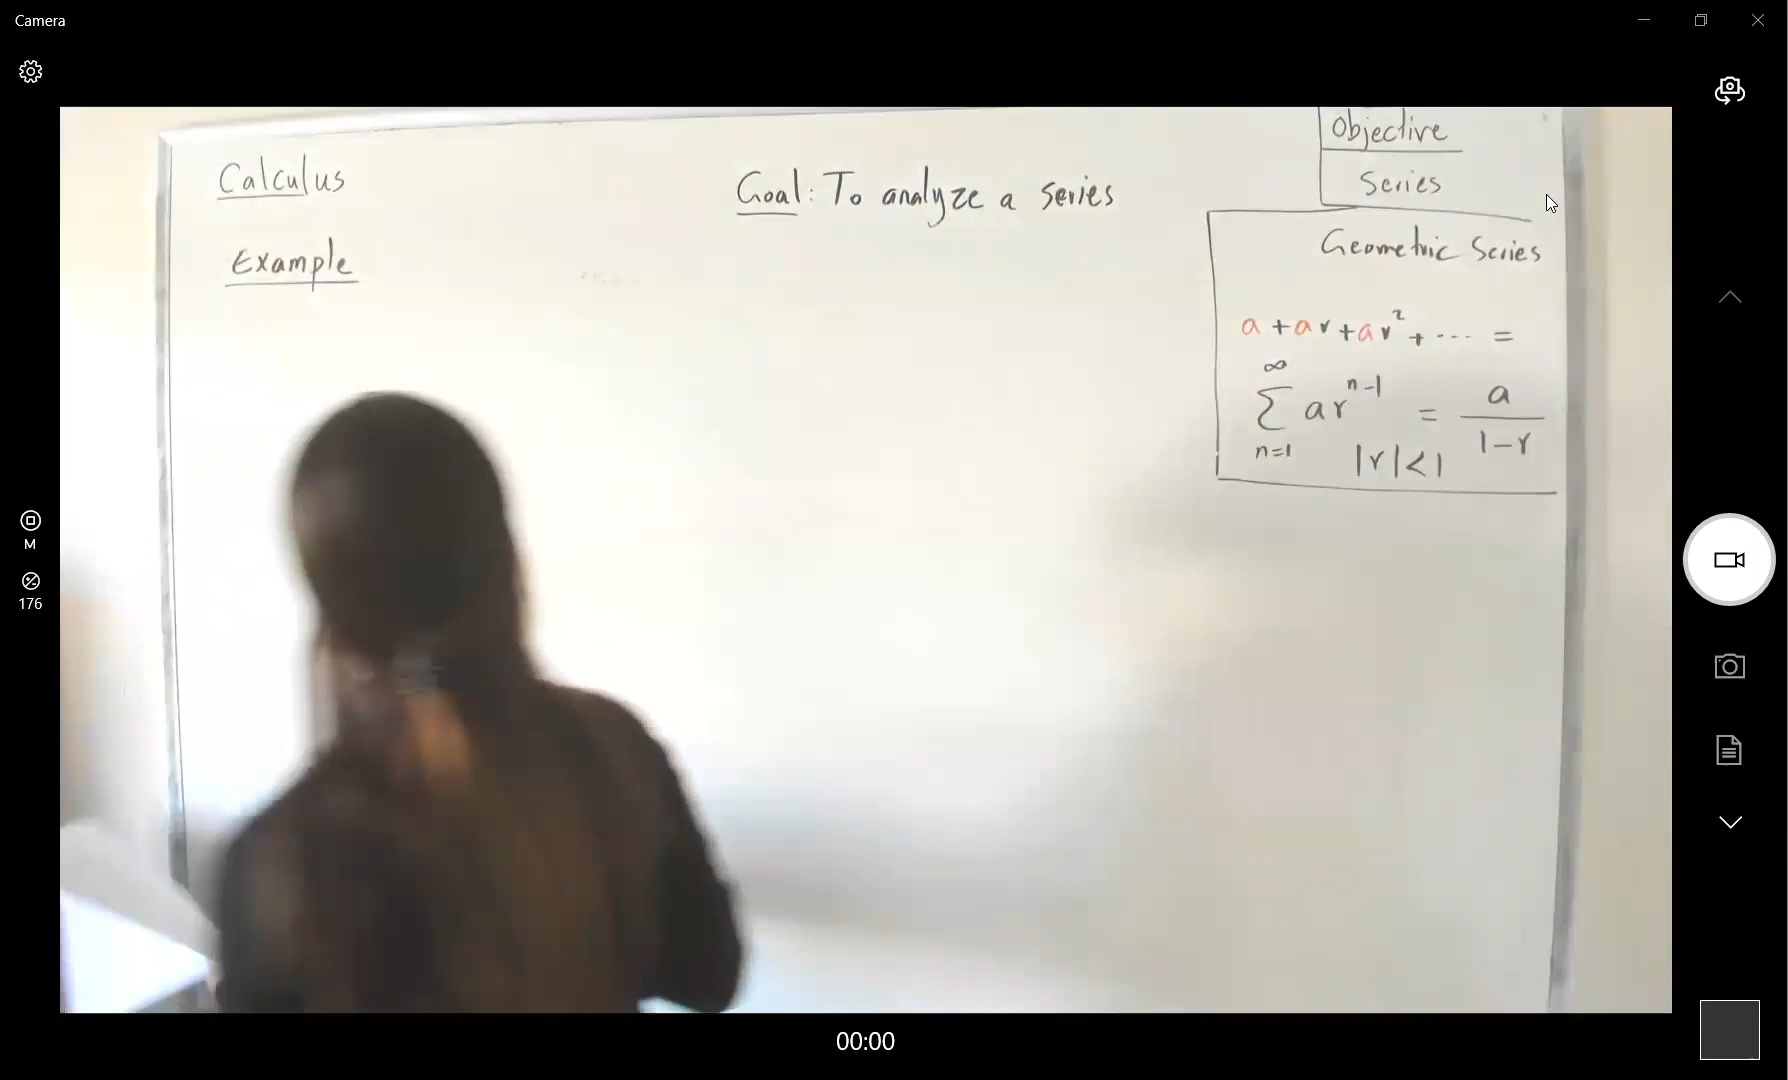 Camera
Calculus
Goal: To analyze a series
Example
Objective
Series
Geometric Series
a + ar + ar² + ... =
∞
∑ ar^(n-1) = a/(1-r)
n=1 |r|<1
M
176
00:00